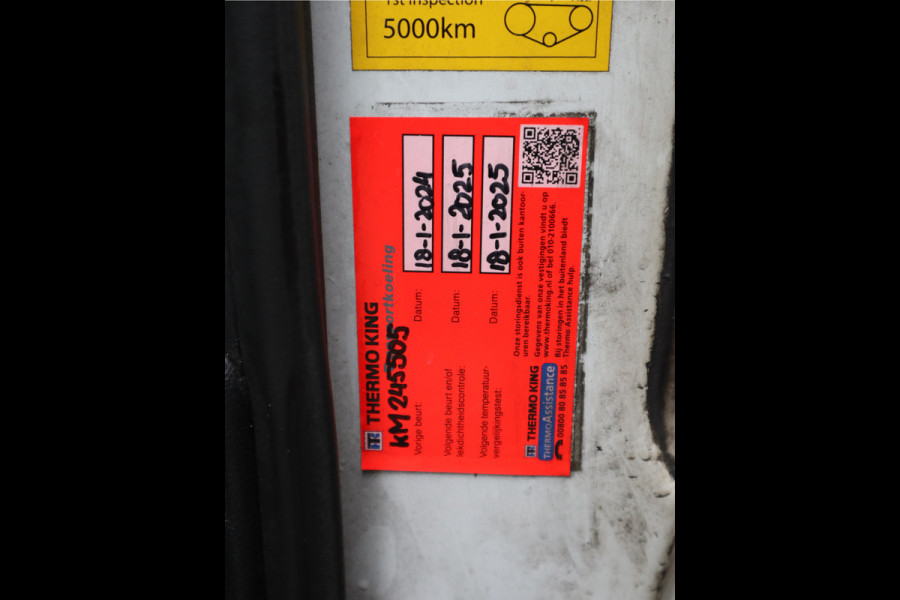 1st Inspection
5000km
THERMO KING
ortkoeling
KM 245505
Vorige beurt: Datum: 18-1-2024
Volgende beurt en/of
lekdichtheidscontrole: Datum: 18-1-2025
Volgende temperatuur-
vergelijkingstest: Datum: 18-1-2025
THERMO KING
THERMOAssistance
00800 80 85 85 85
Onze storingsdienst is ook buiten kantoor-
uren bereikbaar.
Gegevens van onze vestigingen vindt u op
www.thermoking.nl of bel 010-2100666.
Bij storingen in het buitenland biedt
Thermo Assistance hulp.